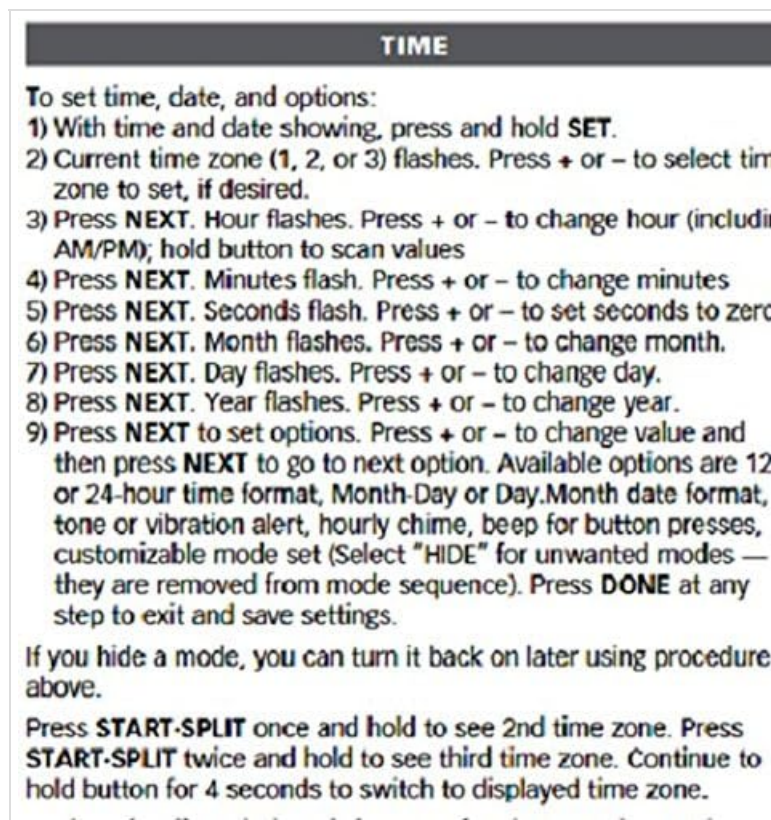 TIME
To set time, date, and options:
1) With time and date showing, press and hold SET.
2) Current time zone (1, 2, or 3) flashes. Press + or – to select tim
zone to set, if desired.
3) Press NEXT. Hour flashes. Press + or – to change hour (includi
AM/PM); hold button to scan values
4) Press NEXT. Minutes flash. Press + or – to change minutes
5) Press NEXT. Seconds flash. Press + or – to set seconds to zero
6) Press NEXT. Month flashes. Press + or – to change month.
7) Press NEXT. Day flashes. Press + or – to change day.
8) Press NEXT. Year flashes. Press + or – to change year.
9) Press NEXT to set options. Press + or – to change value and
then press NEXT to go to next option. Available options are 12
or 24-hour time format, Month-Day or Day.Month date format,
tone or vibration alert, hourly chime, beep for button presses,
customizable mode set (Select "HIDE" for unwanted modes —
they are removed from mode sequence). Press DONE at any
step to exit and save settings.
If you hide a mode, you can turn it back on later using procedure
above.
Press START-SPLIT once and hold to see 2nd time zone. Press
START-SPLIT twice and hold to see third time zone. Continue to
hold button for 4 seconds to switch to displayed time zone.